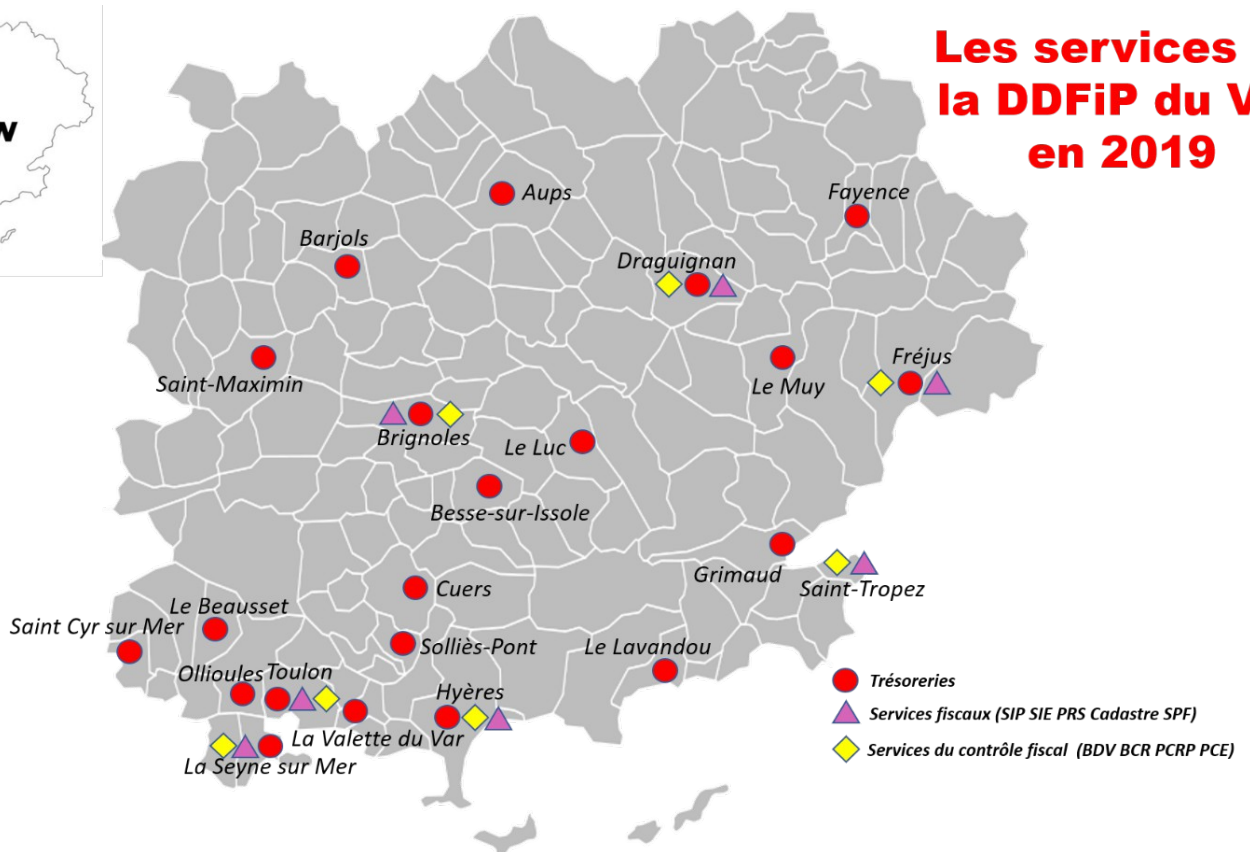 Les services
la DDFiP du V
en 2019
Aups
Fayence
Barjols
Draguignan
Fréjus
Saint-Maximin
Le Muy
Brignoles
Le Luc
Besse-sur-Issole
Grimaud
Saint-Tropez
Cuers
Le Beausset
Saint Cyr sur Mer
Solliès-Pont
Le Lavandou
Ollioules
Toulon
Hyères
La Valette du Var
La Seyne sur Mer
Trésoreries
Services fiscaux (SIP SIE PRS Cadastre SPF)
Services du contrôle fiscal (BDV BCR PCRP PCE)